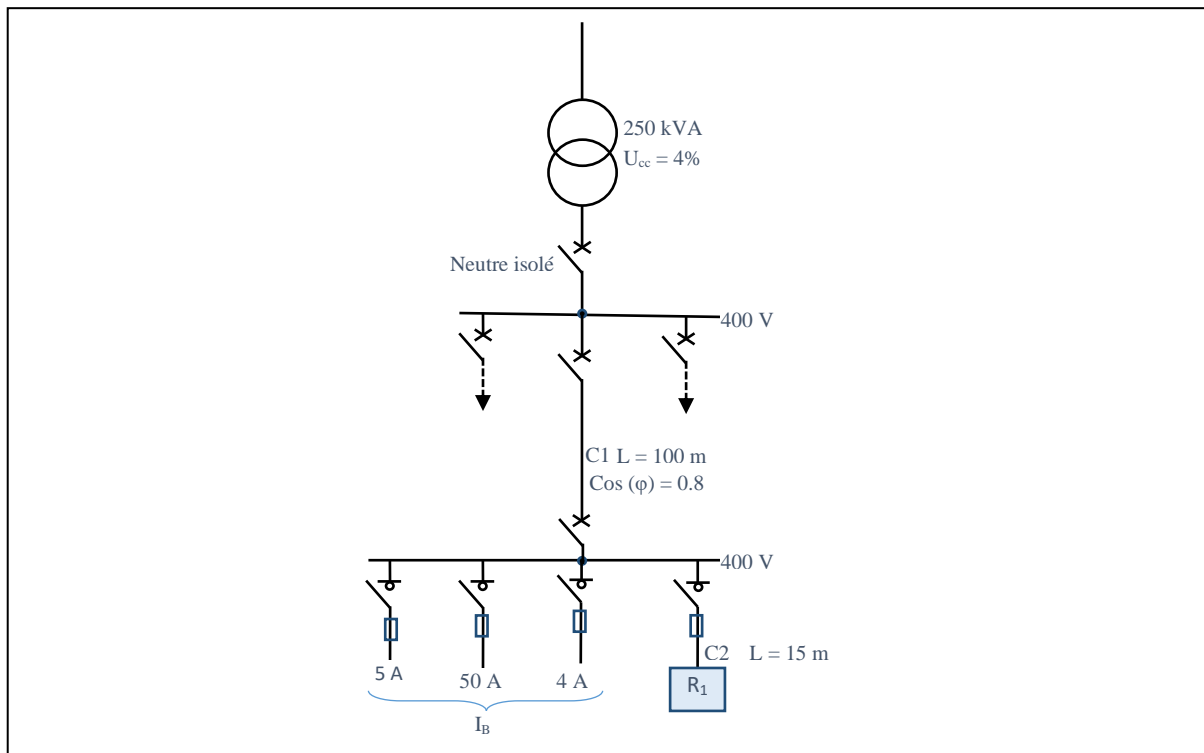 250 kVA
Ucc = 4%
Neutre isolé
400 V
C1 L = 100 m
Cos (φ) = 0.8
400 V
C2 L = 15 m
5 A
50 A
4 A
R1
IB